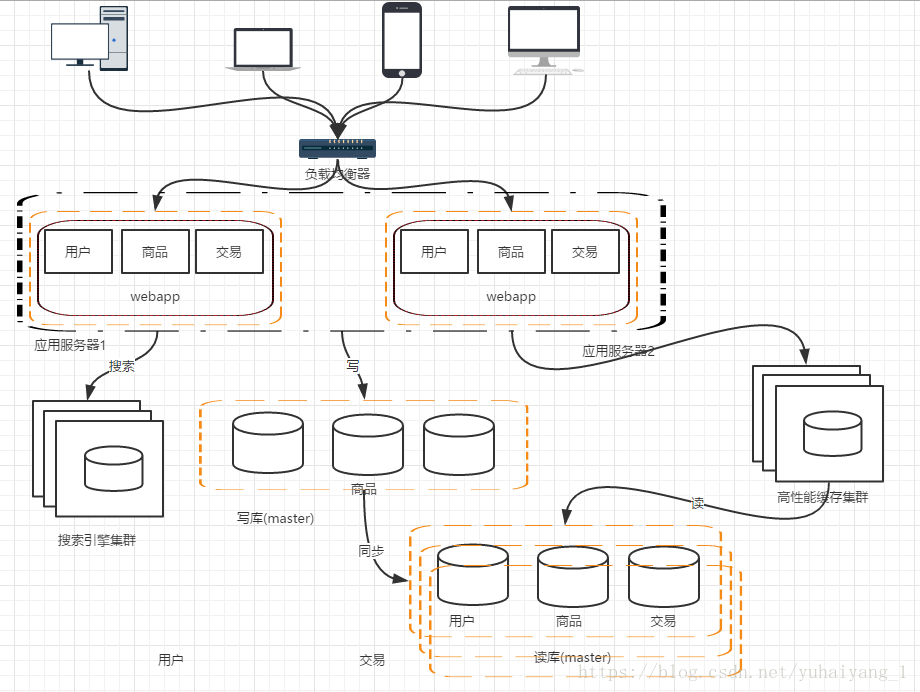 负载均衡器
用户
商品
交易
webapp
用户
商品
交易
webapp
应用服务器1
应用服务器2
搜索
写
商品
高性能缓存集群
读
写库(master)
搜索引擎集群
同步
用户
商品
交易
用户
交易
读库(master)
https://blog.csdn.net/yuhaiyang_1